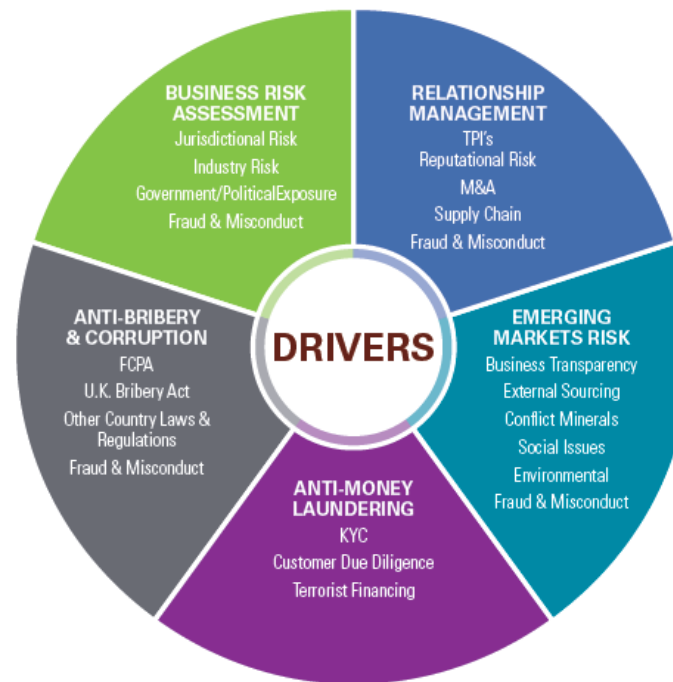 BUSINESS RISK
ASSESSMENT
Jurisdictional Risk
Industry Risk
Government/PoliticalExposure
Fraud & Misconduct
RELATIONSHIP
MANAGEMENT
TPI's
Reputational Risk
M&A
Supply Chain
Fraud & Misconduct
EMERGING
MARKETS RISK
Business Transparency
External Sourcing
Conflict Minerals
Social Issues
Environmental
Fraud & Misconduct
ANTI-MONEY
LAUNDERING
KYC
Customer Due Diligence
Terrorist Financing
ANTI-BRIBERY
& CORRUPTION
FCPA
U.K. Bribery Act
Other Country Laws &
Regulations
Fraud & Misconduct
DRIVERS